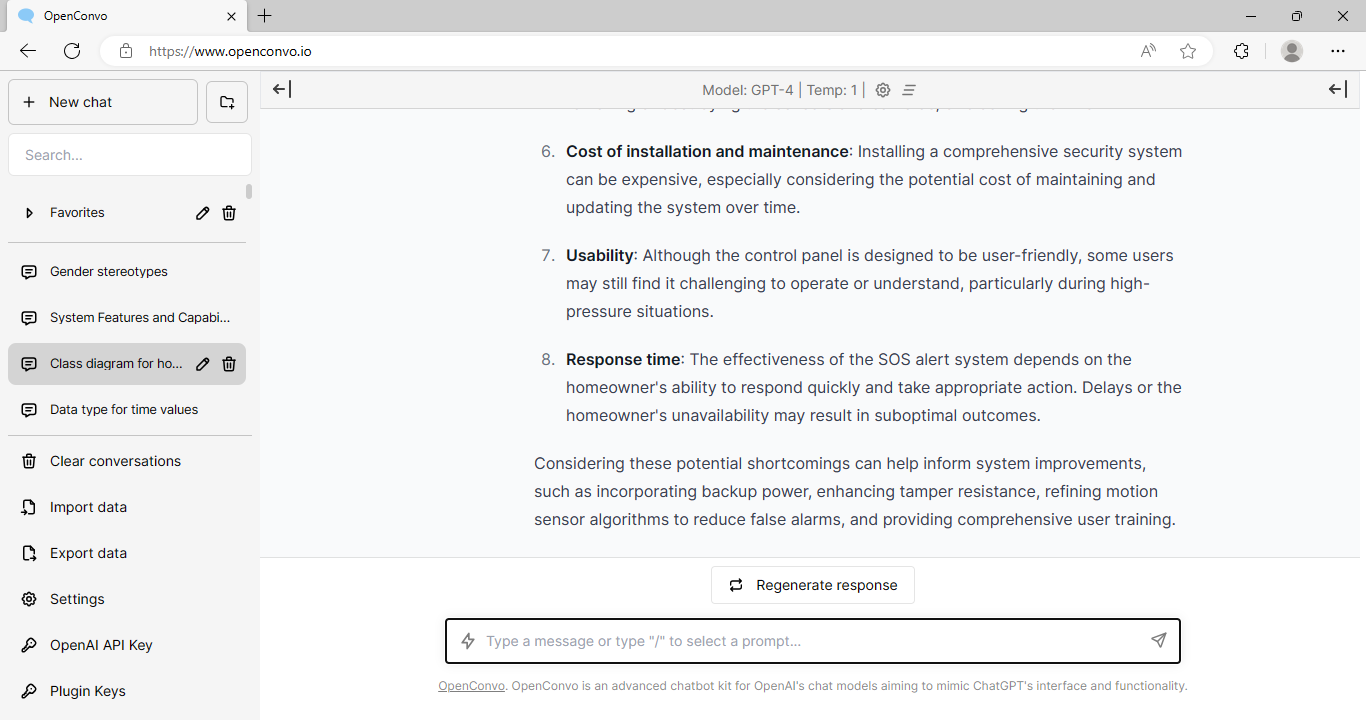 OpenConvo
https://www.openconvo.io
New chat
Search...
Favorites
Gender stereotypes
System Features and Capabi...
Class diagram for ho...
Data type for time values
Clear conversations
Import data
Export data
Settings
OpenAI API Key
Plugin Keys
Model: GPT-4 | Temp: 1 |
6. Cost of installation and maintenance: Installing a comprehensive security system
can be expensive, especially considering the potential cost of maintaining and
updating the system over time.
7. Usability: Although the control panel is designed to be user-friendly, some users
may still find it challenging to operate or understand, particularly during high-
pressure situations.
8. Response time: The effectiveness of the SOS alert system depends on the
homeowner's ability to respond quickly and take appropriate action. Delays or the
homeowner's unavailability may result in suboptimal outcomes.
Considering these potential shortcomings can help inform system improvements,
such as incorporating backup power, enhancing tamper resistance, refining motion
sensor algorithms to reduce false alarms, and providing comprehensive user training.
Regenerate response
Type a message or type "/" to select a prompt...
OpenConvo. OpenConvo is an advanced chatbot kit for OpenAI's chat models aiming to mimic ChatGPT's interface and functionality.